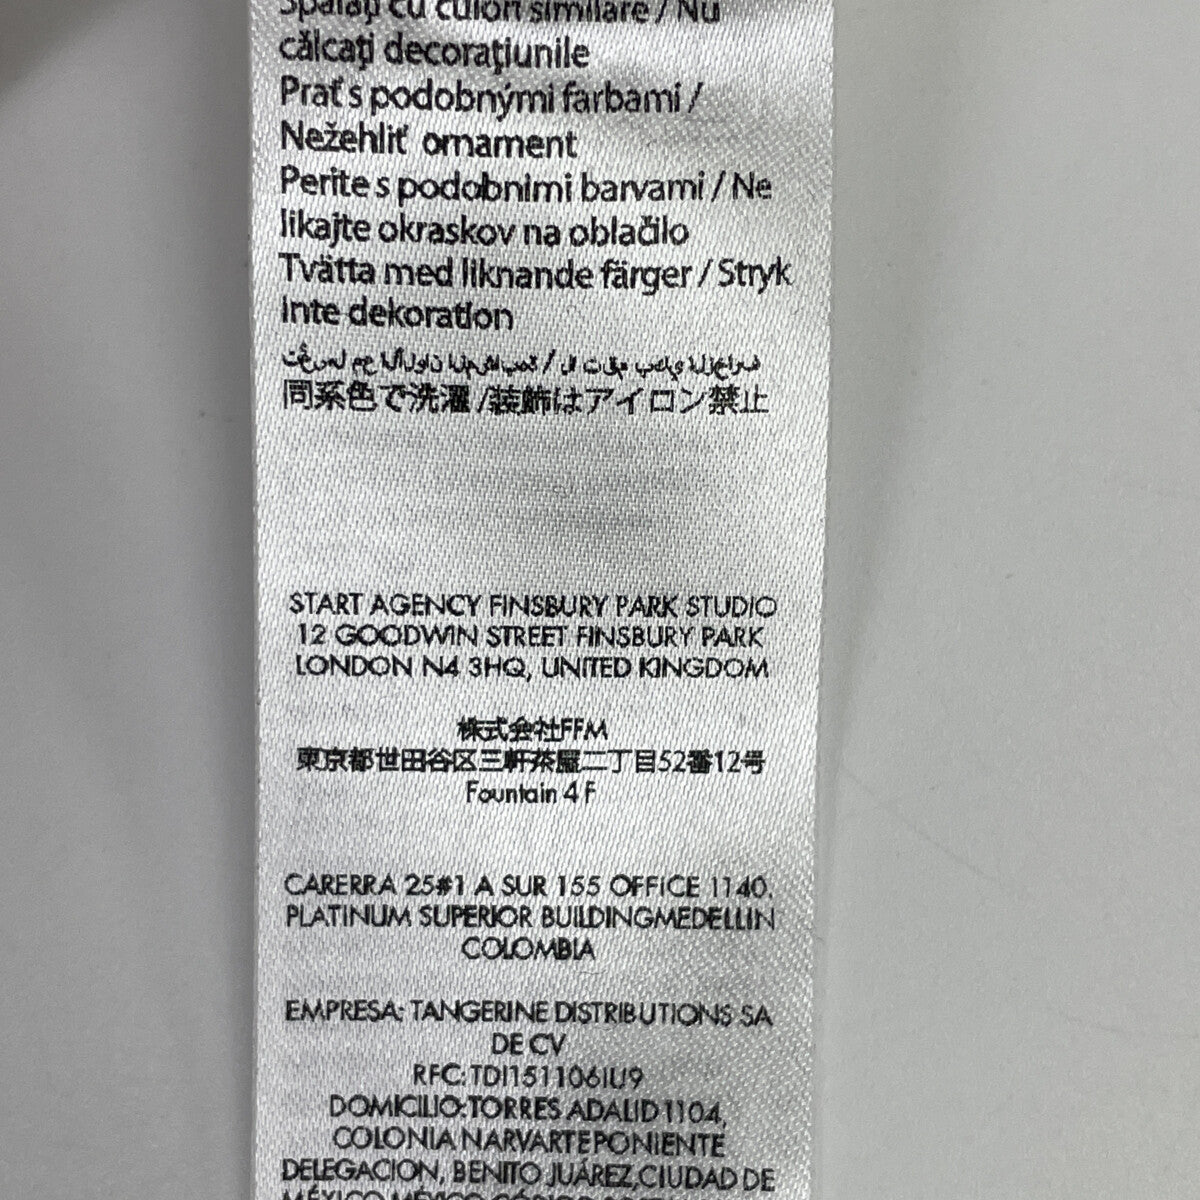 Spălați cu culori similare / Nu
călcați decorațiunile
Prať s podobnými farbami /
Nežehliť ornament
Perite s podobnimi barvami / Ne
likajte okraskov na oblačilo
Tvätta med liknande färger / Stryk
inte dekoration
同系色で洗濯/装飾はアイロン禁止
START AGENCY FINSBURY PARK STUDIO
12 GOODWIN STREET FINSBURY PARK
LONDON N4 3HQ, UNITED KINGDOM
株式会社FFM
東京都世田谷区三軒茶屋二丁目52番12号
Fountain 4 F
CARERRA 25#1 A SUR 155 OFFICE 1140.
PLATINUM SUPERIOR BUILDINGMEDELLIN
COLOMBIA
EMPRESA: TANGERINE DISTRIBUTIONS SA
DE CV
RFC:TDI1511061U9
DOMICILIO:TORRES ADALID 1104,
COLONIA NARVARTE PONIENTE
DELEGACION, BENITO JUÁREZ,CIUDAD DE